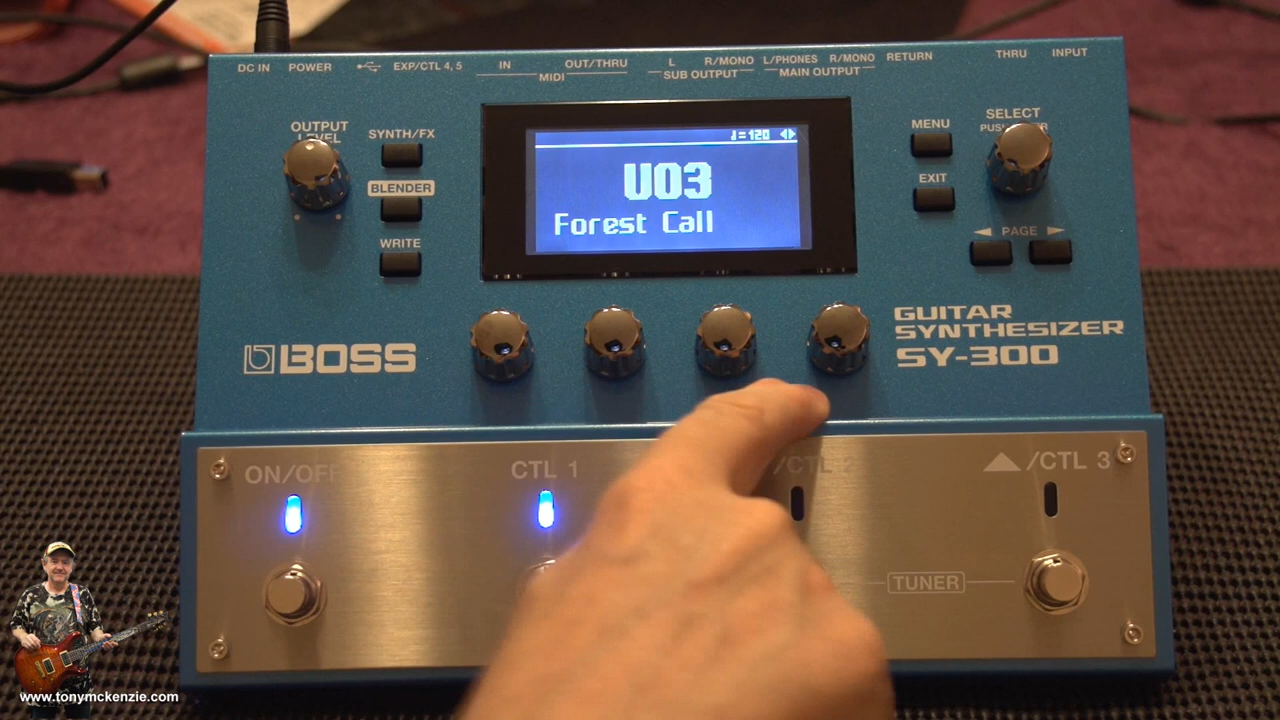 DC IN POWER EXP/CTL 4, 5 IN OUT/THRU L R/MONO L/PHONES R/MONO RETURN THRU INPUT
MIDI SUB OUTPUT MAIN OUTPUT
OUTPUT
LEVEL
SYNTH/FX
BLENDER
WRITE
♩=120
U03
Forest Call
MENU
EXIT
SELECT
PAGE
BOSS
GUITAR
SYNTHESIZER
SY-300
ON/OFF
CTL 1
/CTL 2
/CTL 3
TUNER
www.tonymckenzie.com